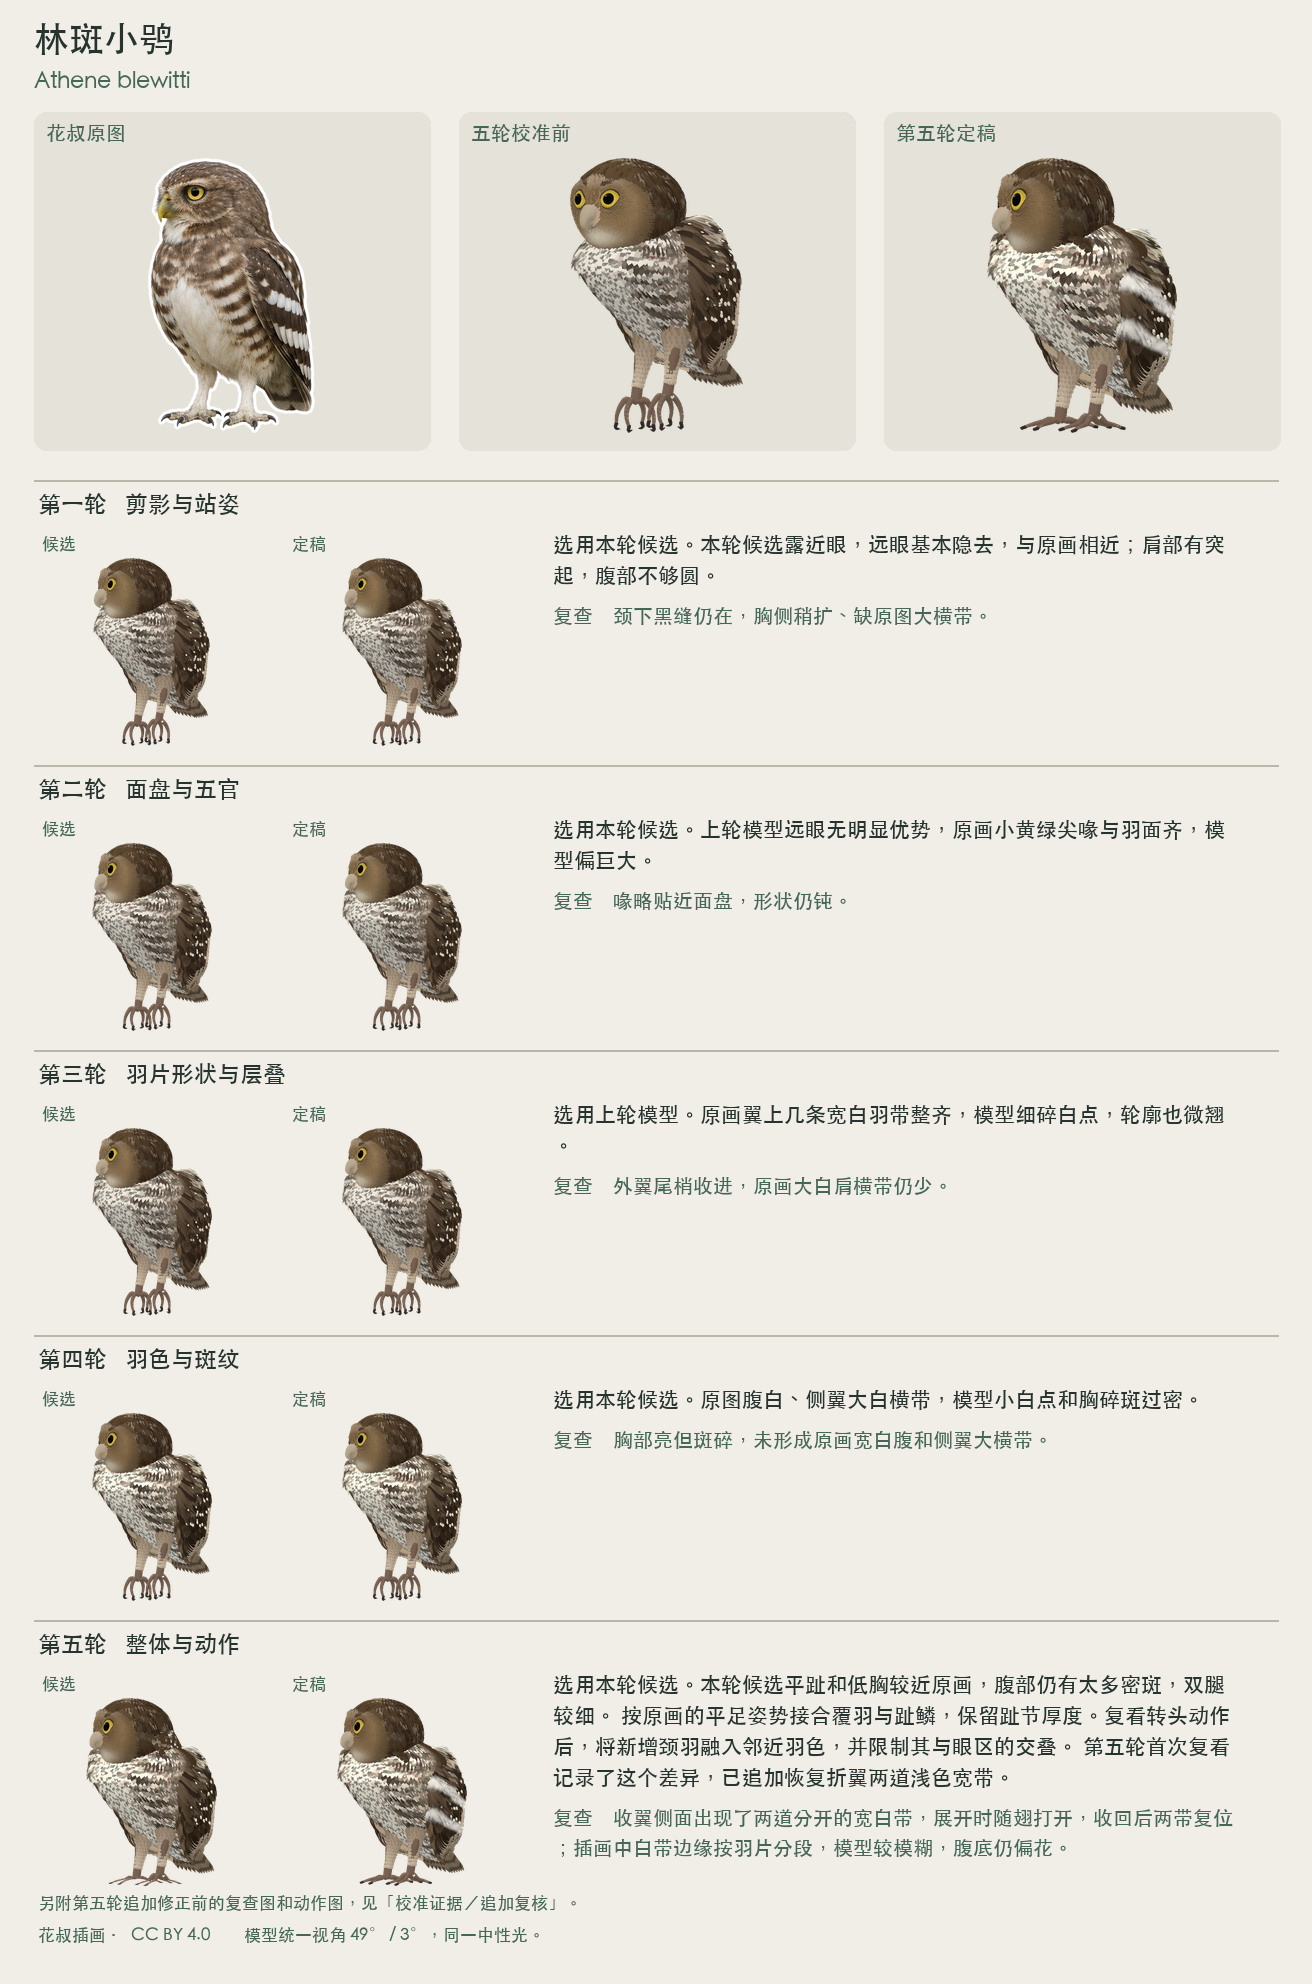 林斑小鸮
Athene blewitti
花叔原图
五轮校准前
第五轮定稿
第一轮 剪影与站姿
候选
定稿
选用本轮候选。本轮候选露近眼，远眼基本隐去，与原画相近；肩部有突
起，腹部不够圆。
复查 颈下黑缝仍在，胸侧稍扩、缺原图大横带。
第二轮 面盘与五官
候选
定稿
选用本轮候选。上轮模型远眼无明显优势，原画小黄绿尖喙与羽面齐，模
型偏巨大。
复查 喙略贴近面盘，形状仍钝。
第三轮 羽片形状与层叠
候选
定稿
选用上轮模型。原画翼上几条宽白羽带整齐，模型细碎白点，轮廓也微翘
。
复查 外翼尾梢收进，原画大白肩横带仍少。
第四轮 羽色与斑纹
候选
定稿
选用本轮候选。原图腹白、侧翼大白横带，模型小白点和胸碎斑过密。
复查 胸部亮但斑碎，未形成原画宽白腹和侧翼大横带。
第五轮 整体与动作
候选
定稿
选用本轮候选。本轮候选平趾和低胸较近原画，腹部仍有太多密斑，双腿
较细。 按原画的平足姿势接合覆羽与趾鳞，保留趾节厚度。复看转头动作
后，将新增颈羽融入邻近羽色，并限制其与眼区的交叠。 第五轮首次复看
记录了这个差异，已追加恢复折翼两道浅色宽带。
复查 收翼侧面出现了两道分开的宽白带，展开时随翅打开，收回后两带复位
；插画中白带边缘按羽片分段，模型较模糊，腹底仍偏花。
另附第五轮追加修正前的复查图和动作图，见「校准证据／追加复核」。
花叔插画 · CC BY 4.0 模型统一视角 49° / 3°，同一中性光。